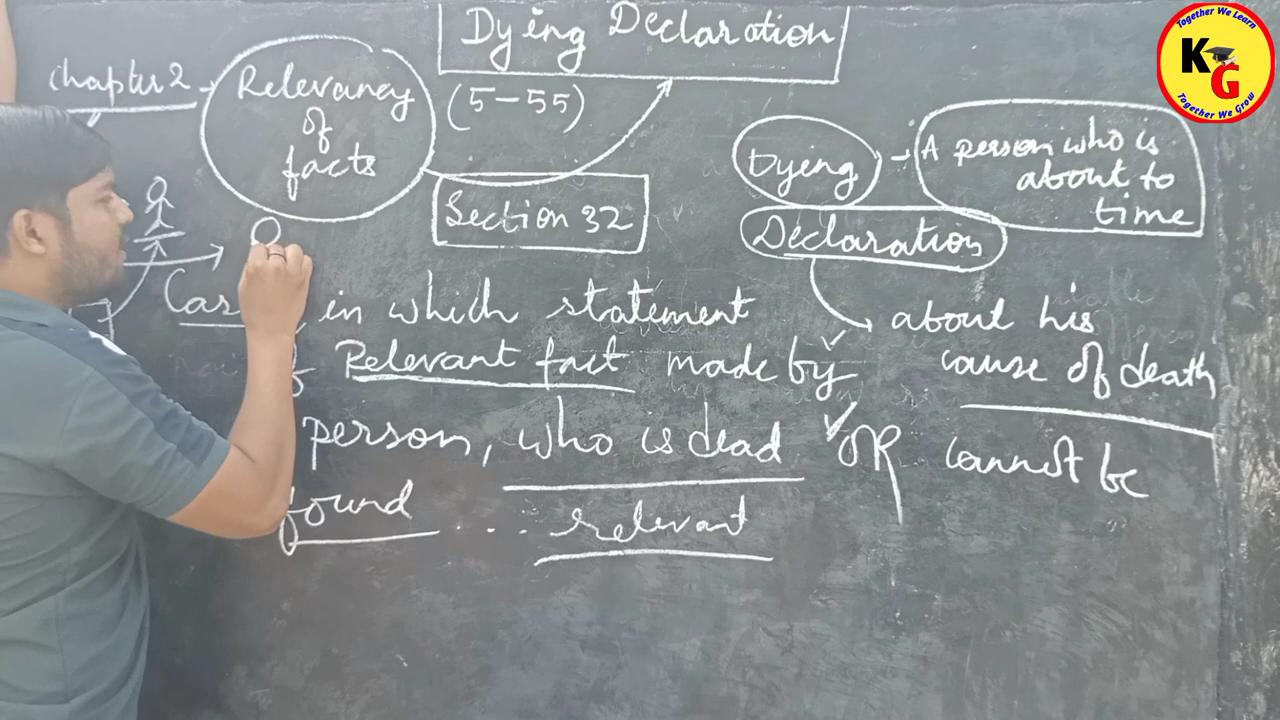 Dying Declaration
Chapter 2 -
Relevancy
of
facts
(5-55)
Section 32
Dying - A person who is
about to
time
Declaration
about his
cause of death
Cas in which statement
of Relevant fact made by
person, who is dead OR cannot be
found ... relevant
Together We Learn
KG
Together We Grow